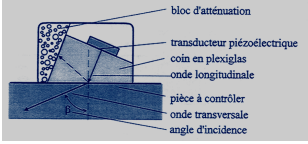 bloc d'atténuation
transducteur piézoélectrique
coin en plexiglas
onde longitudinale
pièce à contrôler
onde transversale
β
angle d'incidence